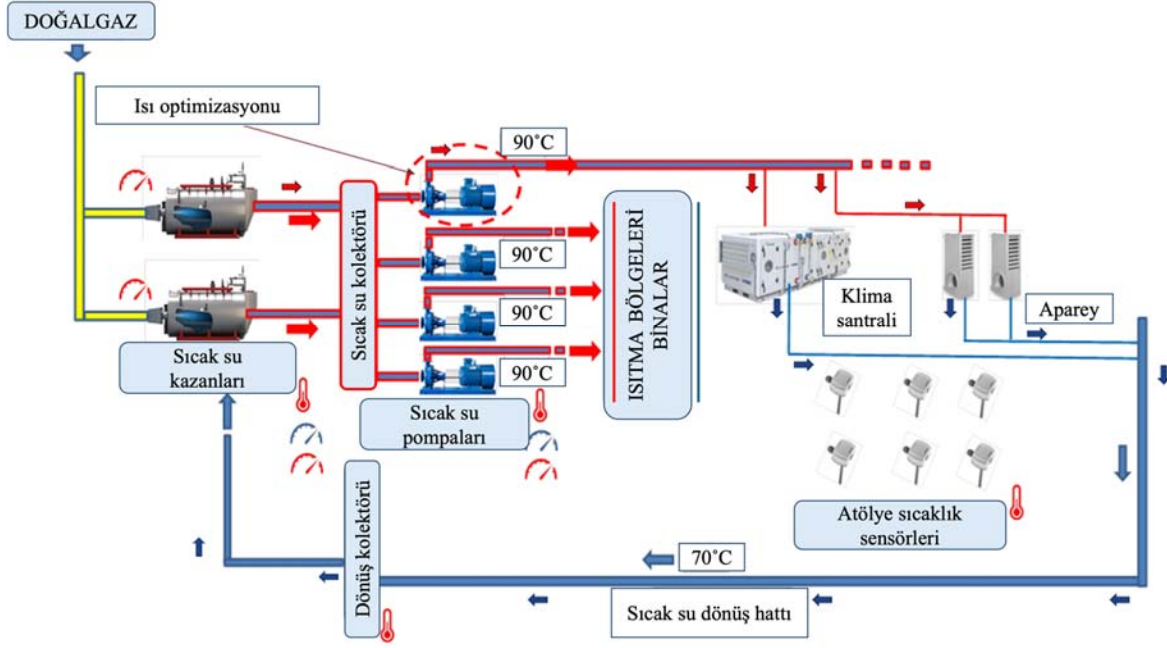 DOĞALGAZ
Isı optimizasyonu
90˚C
90˚C
90˚C
90˚C
Sıcak su kolektörü
ISITMA BÖLGELERİ
BİNALAR
Klima
santrali
Aparey
Sıcak su
kazanları
Sıcak su
pompaları
Atölye sıcaklık
sensörleri
Dönüş kolektörü
70˚C
Sıcak su dönüş hattı